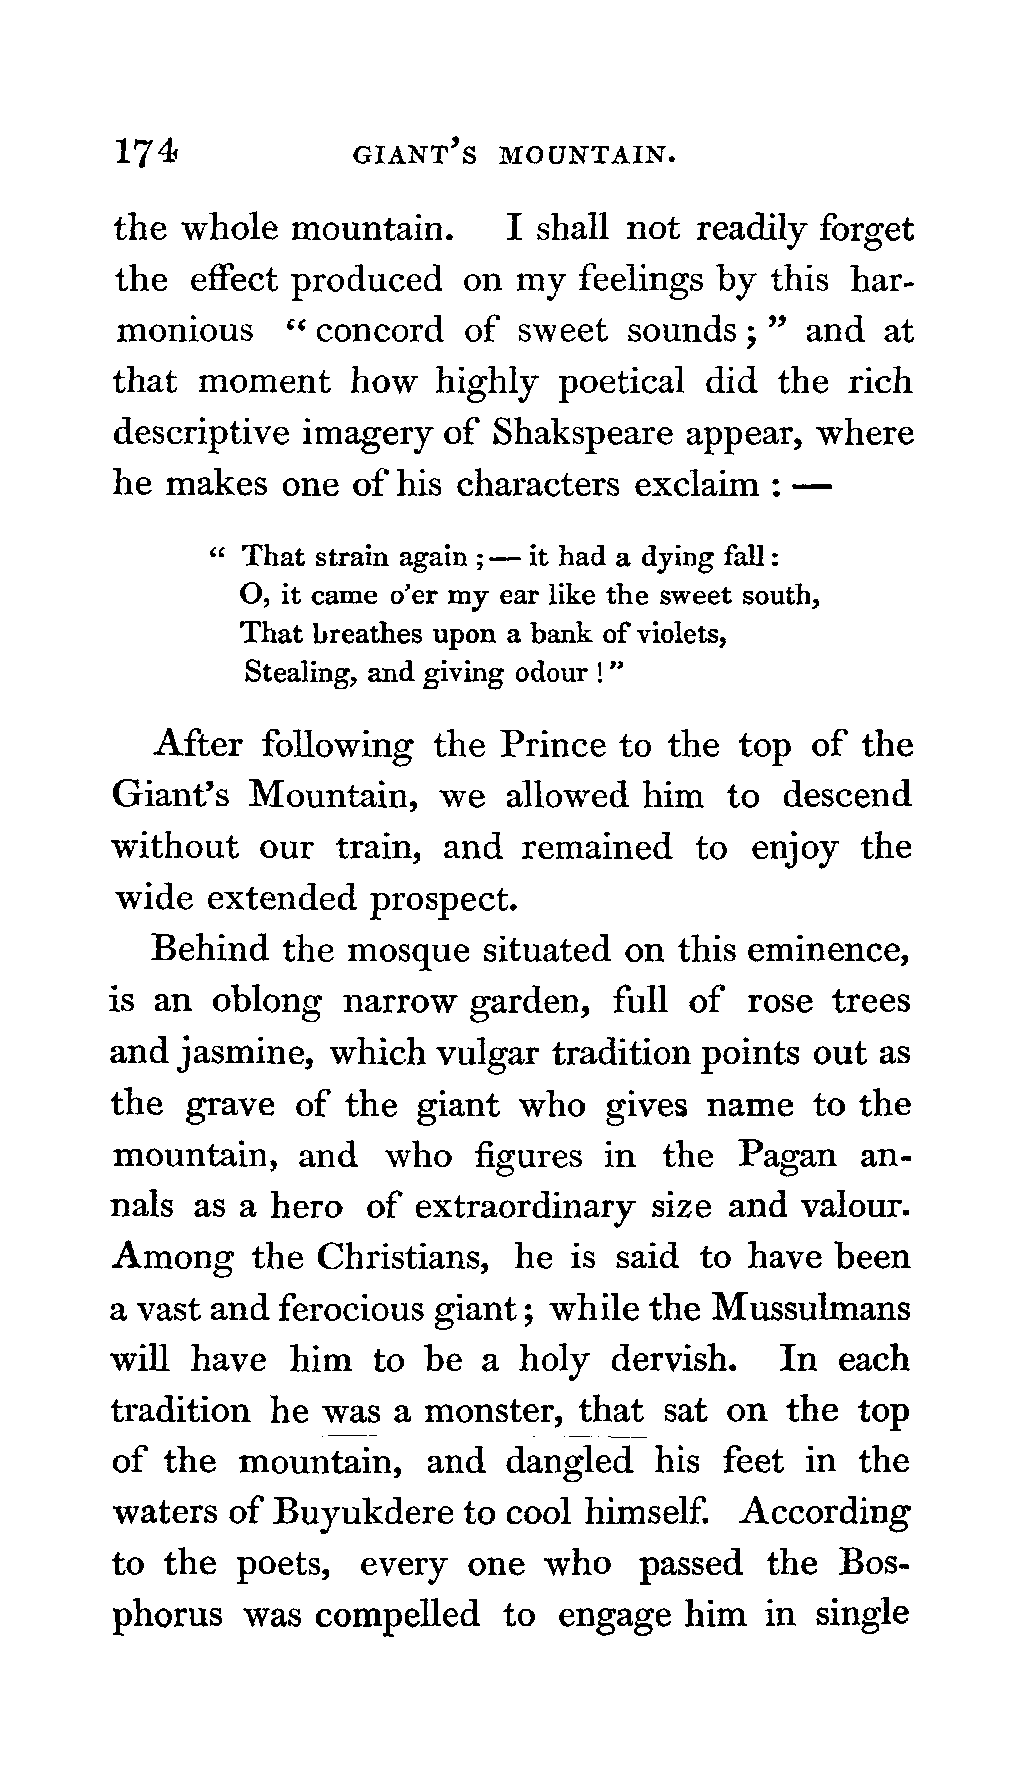 174 GIANT'S MOUNTAIN.
the whole mountain. I shall not readily forget
the effect produced on my feelings by this har-
monious “ concord of sweet sounds ; ” and at
that moment how highly poetical did the rich
descriptive imagery of Shakspeare appear, where
he makes one of his characters exclaim : —
“ That strain again ;— it had a dying fall :
O, it came o'er my ear like the sweet south,
That breathes upon a bank of violets,
Stealing, and giving odour ! ”
After following the Prince to the top of the
Giant's Mountain, we allowed him to descend
without our train, and remained to enjoy the
wide extended prospect.
Behind the mosque situated on this eminence,
is an oblong narrow garden, full of rose trees
and jasmine, which vulgar tradition points out as
the grave of the giant who gives name to the
mountain, and who figures in the Pagan an-
nals as a hero of extraordinary size and valour.
Among the Christians, he is said to have been
a vast and ferocious giant ; while the Mussulmans
will have him to be a holy dervish. In each
tradition he was a monster, that sat on the top
of the mountain, and dangled his feet in the
waters of Buyukdere to cool himself. According
to the poets, every one who passed the Bos-
phorus was compelled to engage him in single